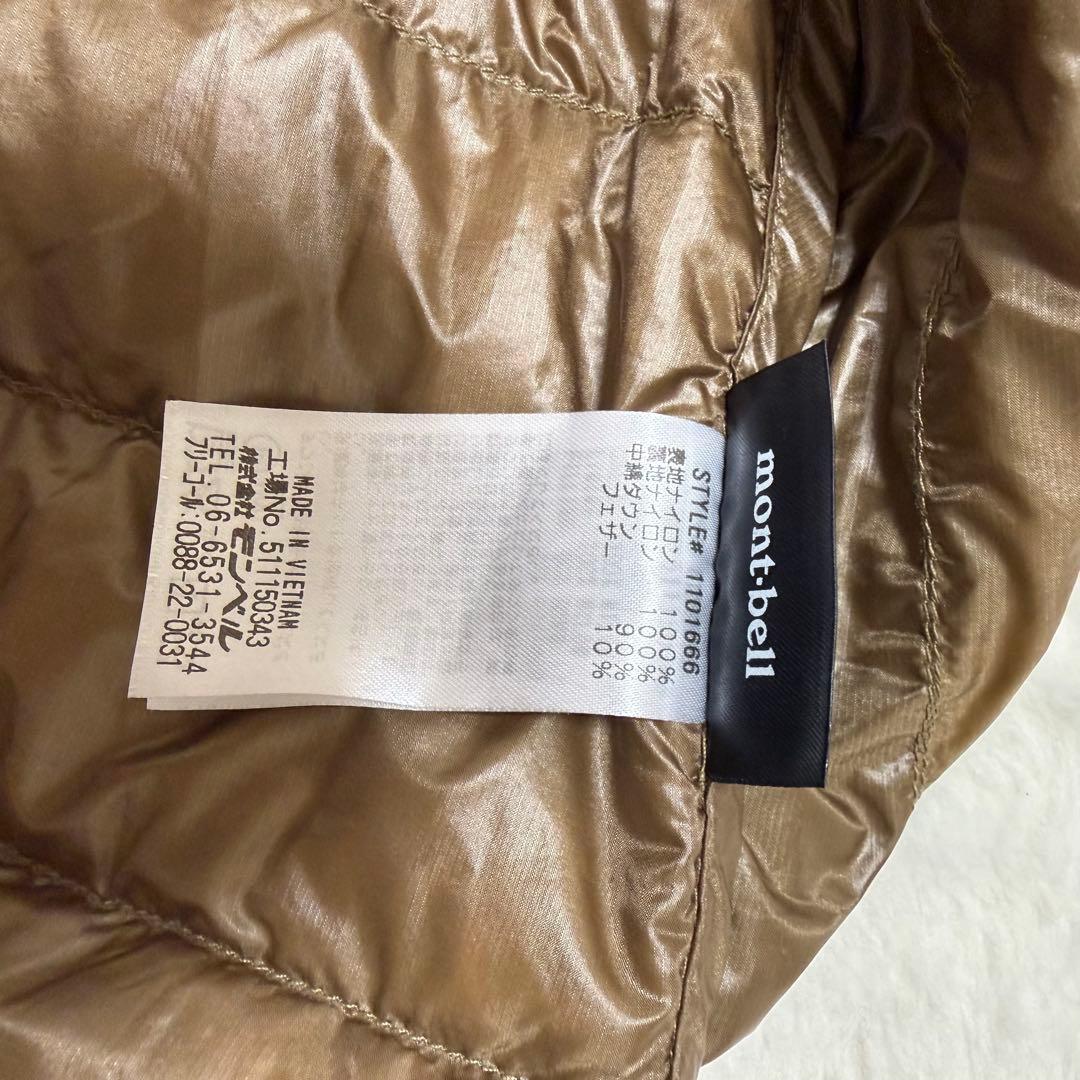 mont·bell
STYLE# 1101666
表地 ナイロン 100%
裏地 ナイロン 100%
中綿 ダウン 90%
フェザー 10%
MADE IN VIETNAM
工場No. 511150343
株式会社 モンベル
TEL 06-6531-3544
フリーコール:0088-22-0031